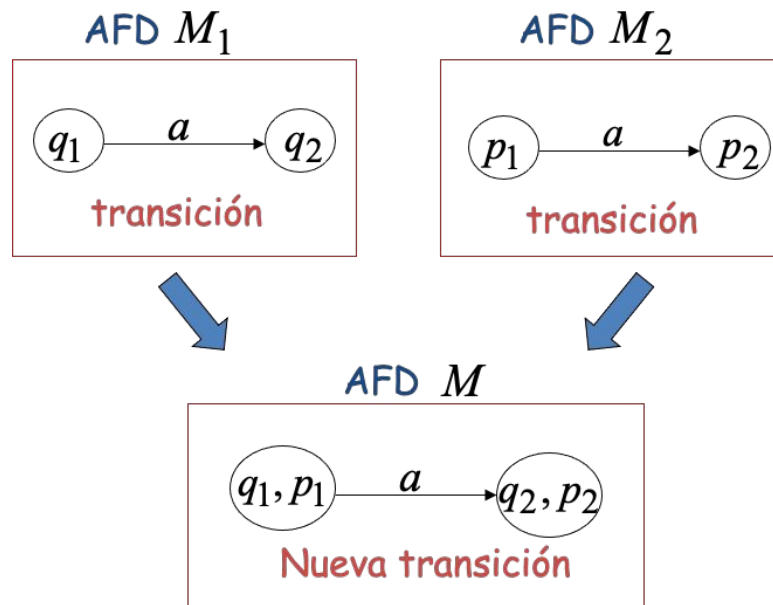 AFD M₁
q₁ a q₂
transición
AFD M₂
p₁ a p₂
transición
AFD M
q₁, p₁ a q₂, p₂
Nueva transición